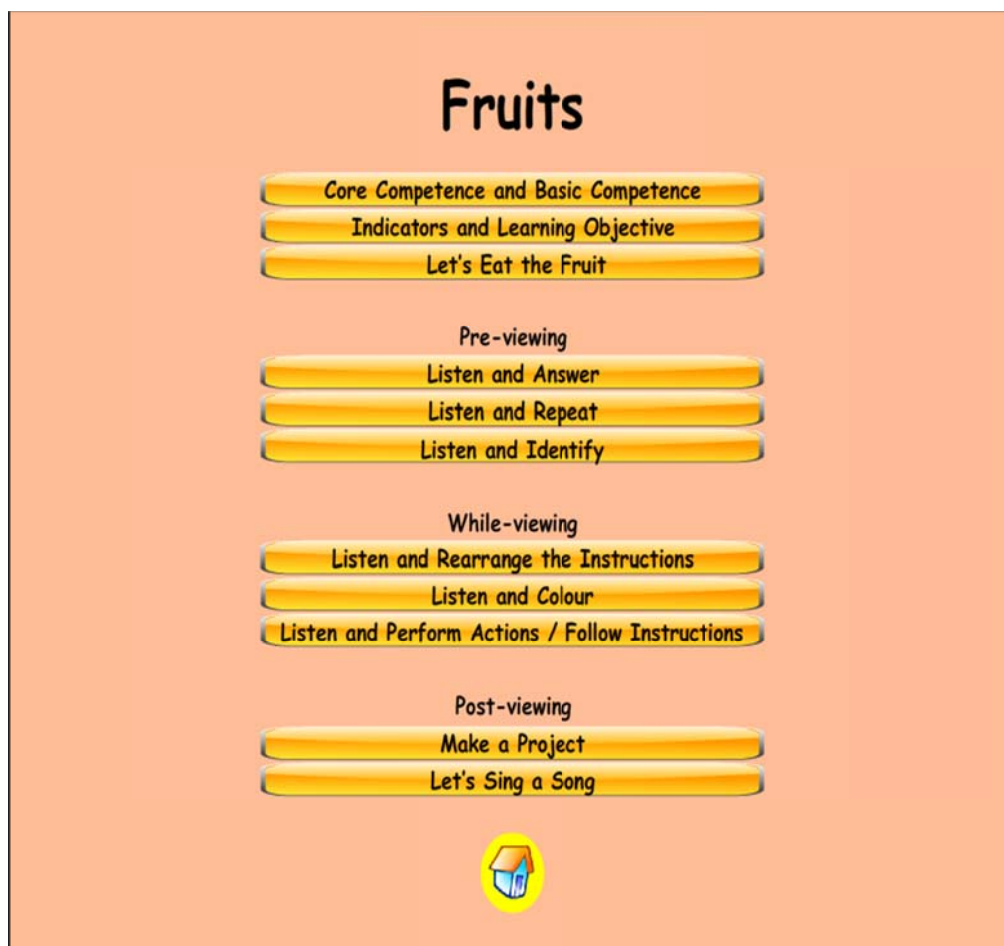 Fruits
Core Competence and Basic Competence
Indicators and Learning Objective
Let's Eat the Fruit
Pre-viewing
Listen and Answer
Listen and Repeat
Listen and Identify
While-viewing
Listen and Rearrange the Instructions
Listen and Colour
Listen and Perform Actions / Follow Instructions
Post-viewing
Make a Project
Let's Sing a Song